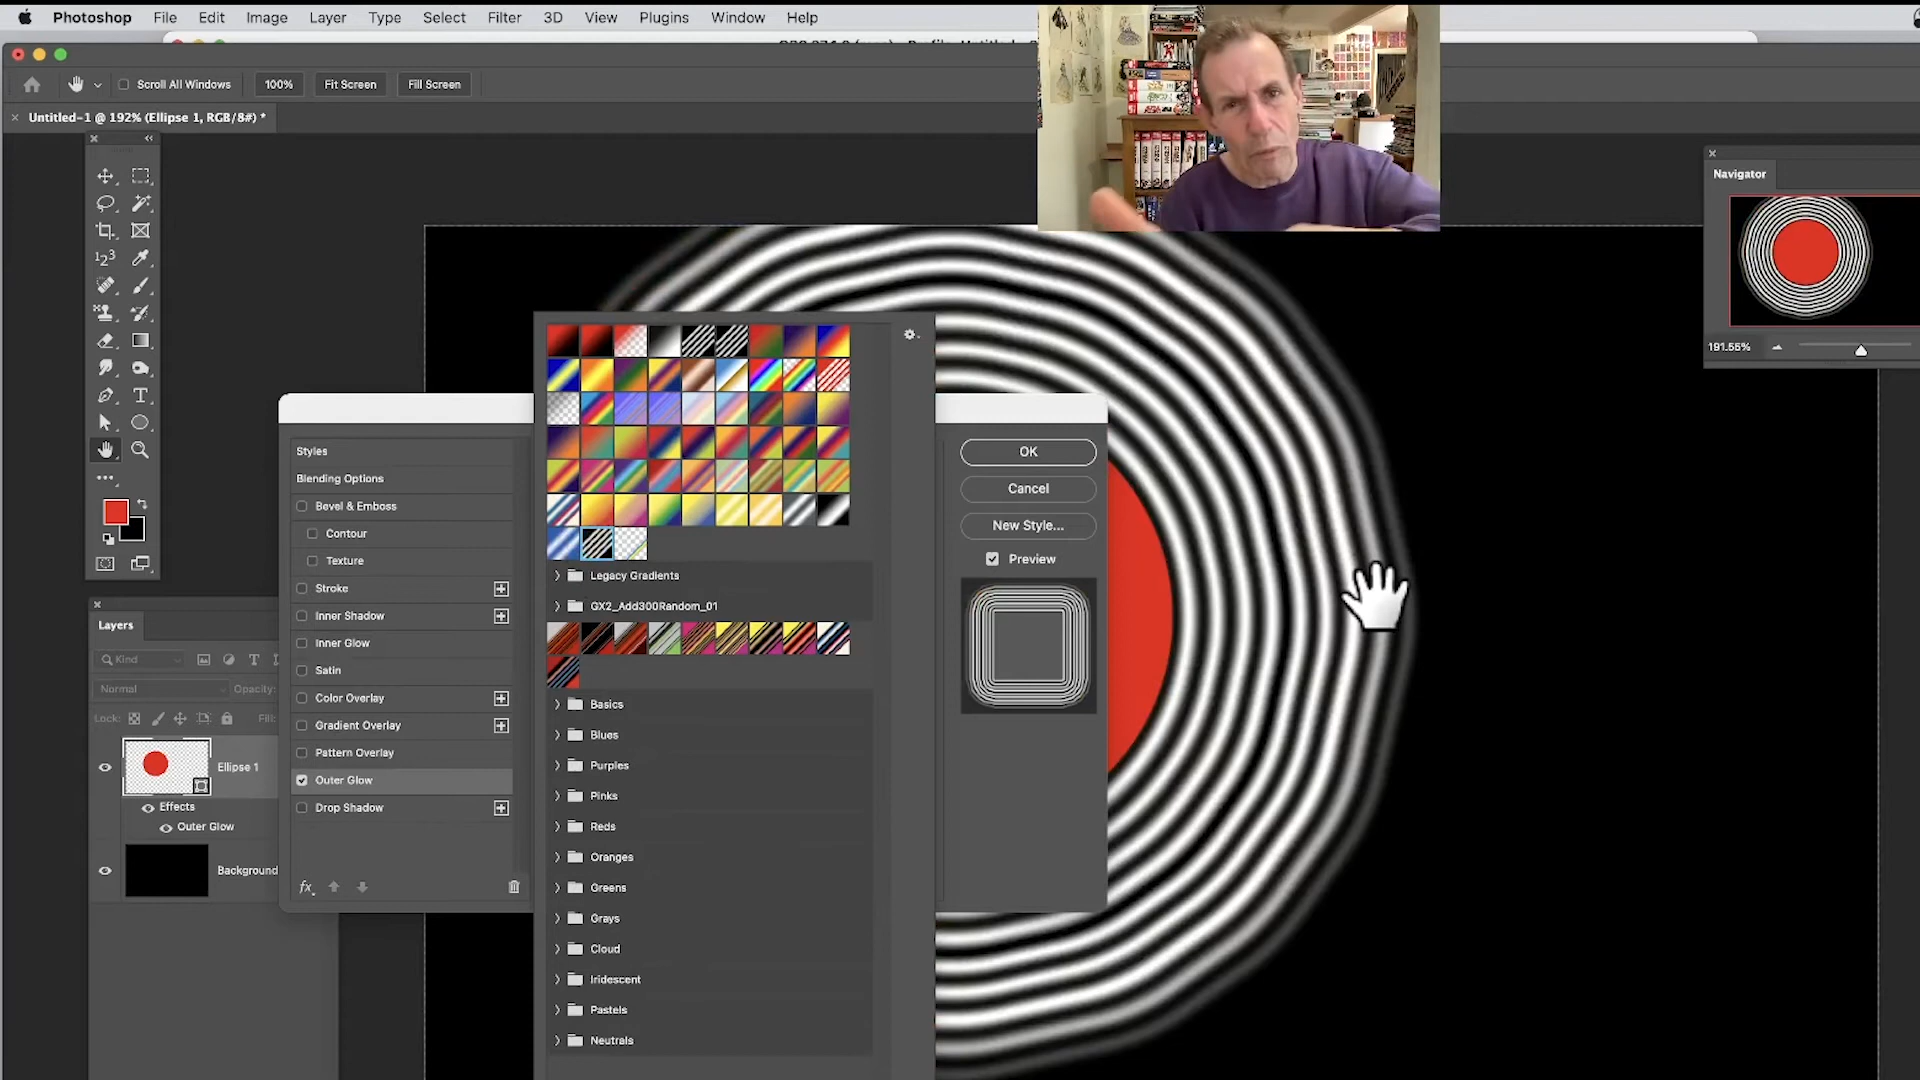 Photoshop File Edit Image Layer Type Select Filter 3D View Plugins Window Help
Scroll All Windows 100% Fit Screen Fill Screen
Untitled-1 @ 192% (Ellipse 1, RGB/8#) *
Navigator
191.55%
Styles
Blending Options
Bevel & Emboss
Contour
Texture
Stroke
Inner Shadow
Inner Glow
Satin
Color Overlay
Gradient Overlay
Pattern Overlay
Outer Glow
Drop Shadow
fx
Legacy Gradients
GX2_Add300Random_01
Basics
Blues
Purples
Pinks
Reds
Oranges
Greens
Grays
Cloud
Iridescent
Pastels
Neutrals
OK
Cancel
New Style...
Preview
Layers
Kind
Normal Opacity:
Lock: Fill:
Ellipse 1
Effects
Outer Glow
Background